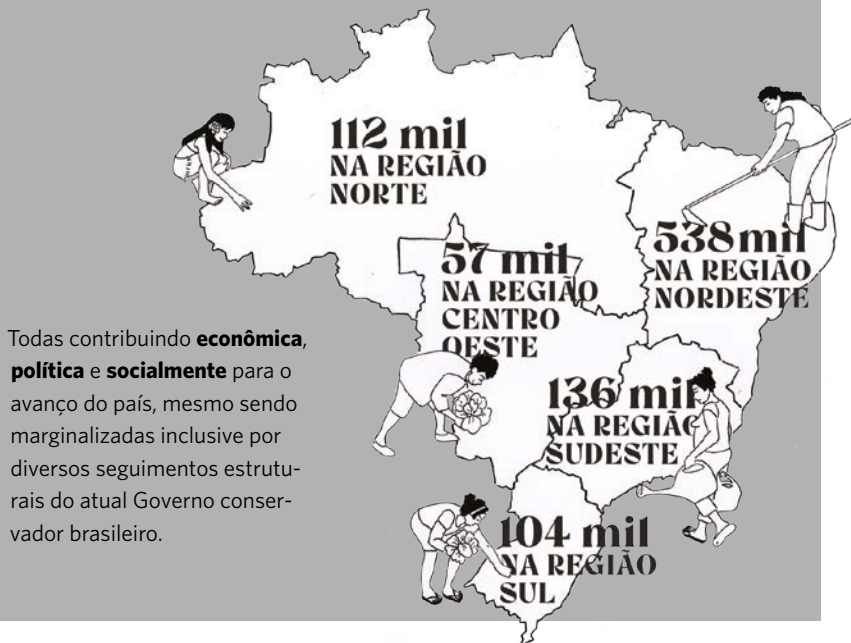 112 mil
NA REGIÃO
NORTE
538 mil
NA REGIÃO
NORDESTE
57 mil
NA REGIÃO
CENTRO
OESTE
Todas contribuindo econômica,
política e socialmente para o
avanço do país, mesmo sendo
marginalizadas inclusive por
diversos seguimentos estrutu-
rais do atual Governo conser-
vador brasileiro.
136 mil
NA REGIÃO
SUDESTE
104 mil
NA REGIÃO
SUL